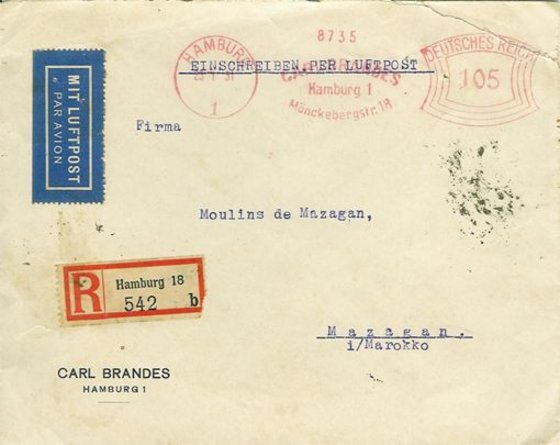 8735
HAMBURG
1
EINSCHREIBEN PER LUFTPOST
CARL BRANDES
Hamburg 1
Mönckebergstr. 18
DEUTSCHES REICH
105
MIT LUFTPOST
PAR AVION
Firma
Moulins de Mazagan,
R
Hamburg 18
542 b
Mazagan.
i/Marokko
CARL BRANDES
HAMBURG 1